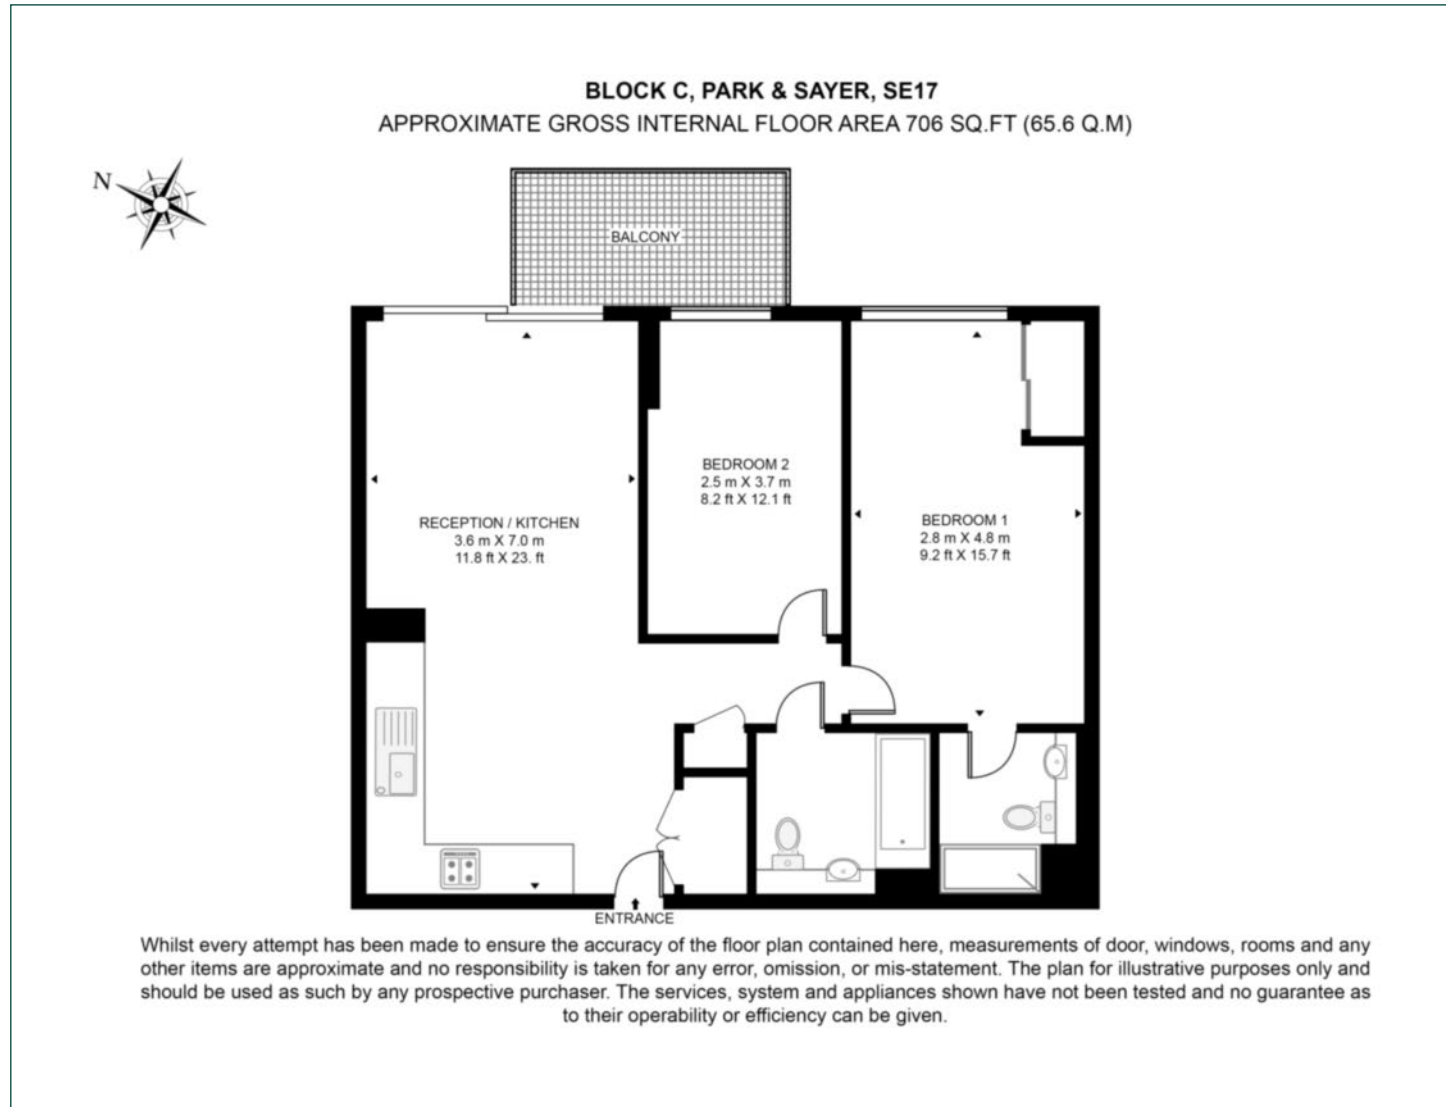 BLOCK C, PARK & SAYER, SE17
APPROXIMATE GROSS INTERNAL FLOOR AREA 706 SQ.FT (65.6 Q.M)
N
BALCONY
BEDROOM 2
2.5 m X 3.7 m
8.2 ft X 12.1 ft
RECEPTION / KITCHEN
3.6 m X 7.0 m
11.8 ft X 23. ft
BEDROOM 1
2.8 m X 4.8 m
9.2 ft X 15.7 ft
ENTRANCE
Whilst every attempt has been made to ensure the accuracy of the floor plan contained here, measurements of door, windows, rooms and any
other items are approximate and no responsibility is taken for any error, omission, or mis-statement. The plan for illustrative purposes only and
should be used as such by any prospective purchaser. The services, system and appliances shown have not been tested and no guarantee as
to their operability or efficiency can be given.